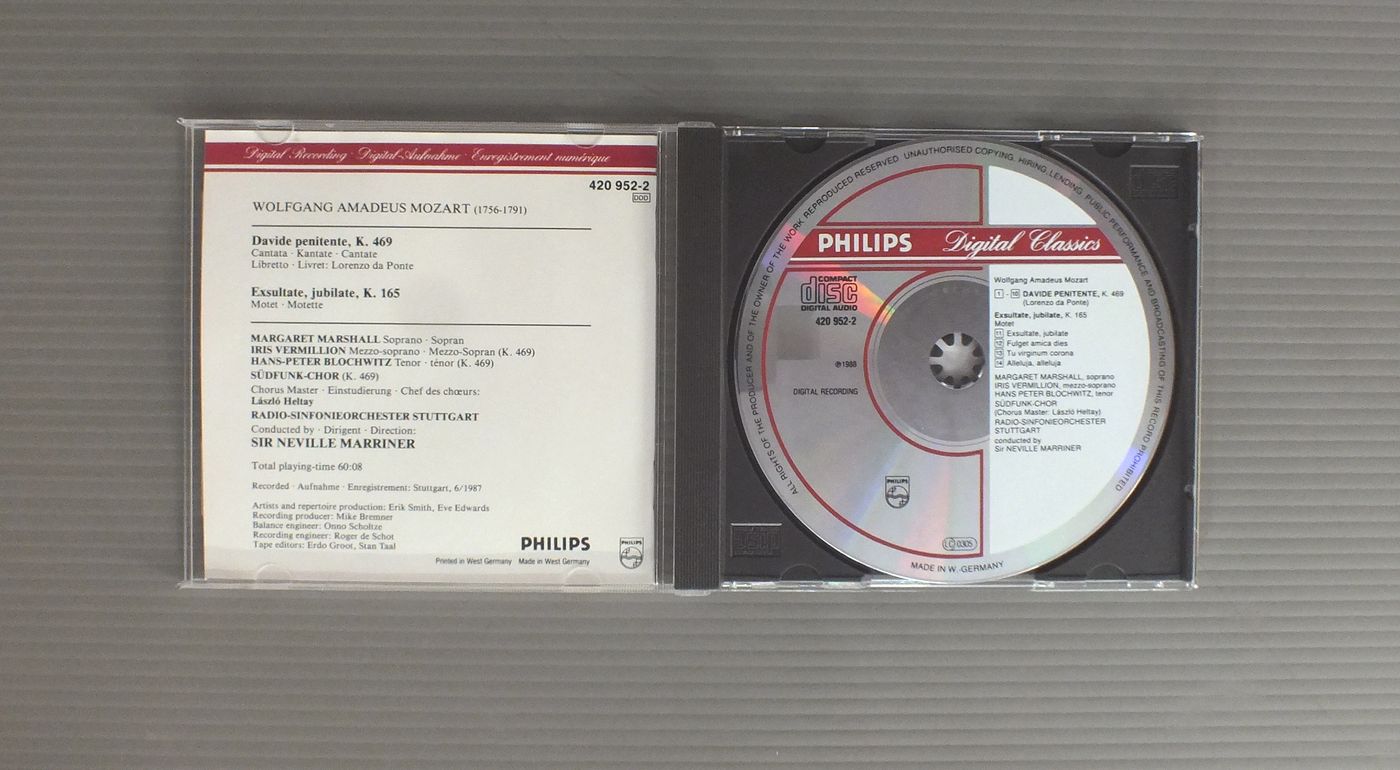 Digital Recording · Digital-Aufnahme · Enregistrement numérique
420 952-2
DDD
WOLFGANG AMADEUS MOZART (1756-1791)
Davide penitente, K. 469
Cantata · Kantate · Cantate
Libretto · Livret: Lorenzo da Ponte
Exsultate, jubilate, K. 165
Motet · Motette
MARGARET MARSHALL Soprano · Sopran
IRIS VERMILLION Mezzo-soprano · Mezzo-Sopran (K. 469)
HANS-PETER BLOCHWITZ Tenor · ténor (K. 469)
SÜDFUNK-CHOR (K. 469)
Chorus Master · Einstudierung · Chef des chœurs:
László Heltay
RADIO-SINFONIEORCHESTER STUTTGART
Conducted by · Dirigent · Direction:
SIR NEVILLE MARRINER
Total playing-time 60:08
Recorded · Aufnahme · Enregistrement: Stuttgart, 6/1987
Artists and repertoire production: Erik Smith, Eve Edwards
Recording producer: Mike Bremner
Balance engineer: Onno Scholtze
Recording engineer: Roger de Schot
Tape editors: Erdo Groot, Stan Taal
PHILIPS
Printed in West Germany Made in West Germany
PHILIPS
ALL RIGHTS OF THE PRODUCER AND OF THE OWNER OF THE WORK REPRODUCED RESERVED UNAUTHORISED COPYING, HIRING, LENDING, PUBLIC PERFORMANCE AND BROADCASTING OF THIS RECORD PROHIBITED
PHILIPS Digital Classics
COMPACT
disc
DIGITAL AUDIO
420 952-2
℗1988
DIGITAL RECORDING
PHILIPS
Wolfgang Amadeus Mozart
1 - 10 DAVIDE PENITENTE, K. 469
(Lorenzo da Ponte)
Exsultate, jubilate, K. 165
Motet
11 Exsultate, jubilate
12 Fulget amica dies
13 Tu virginum corona
14 Alleluja, alleluja
MARGARET MARSHALL, soprano
IRIS VERMILLION, mezzo-soprano
HANS PETER BLOCHWITZ, tenor
SÜDFUNK-CHOR
(Chorus Master: László Heltay)
RADIO-SINFONIEORCHESTER
STUTTGART
conducted by
Sir NEVILLE MARRINER
LC 0305
MADE IN W.-GERMANY